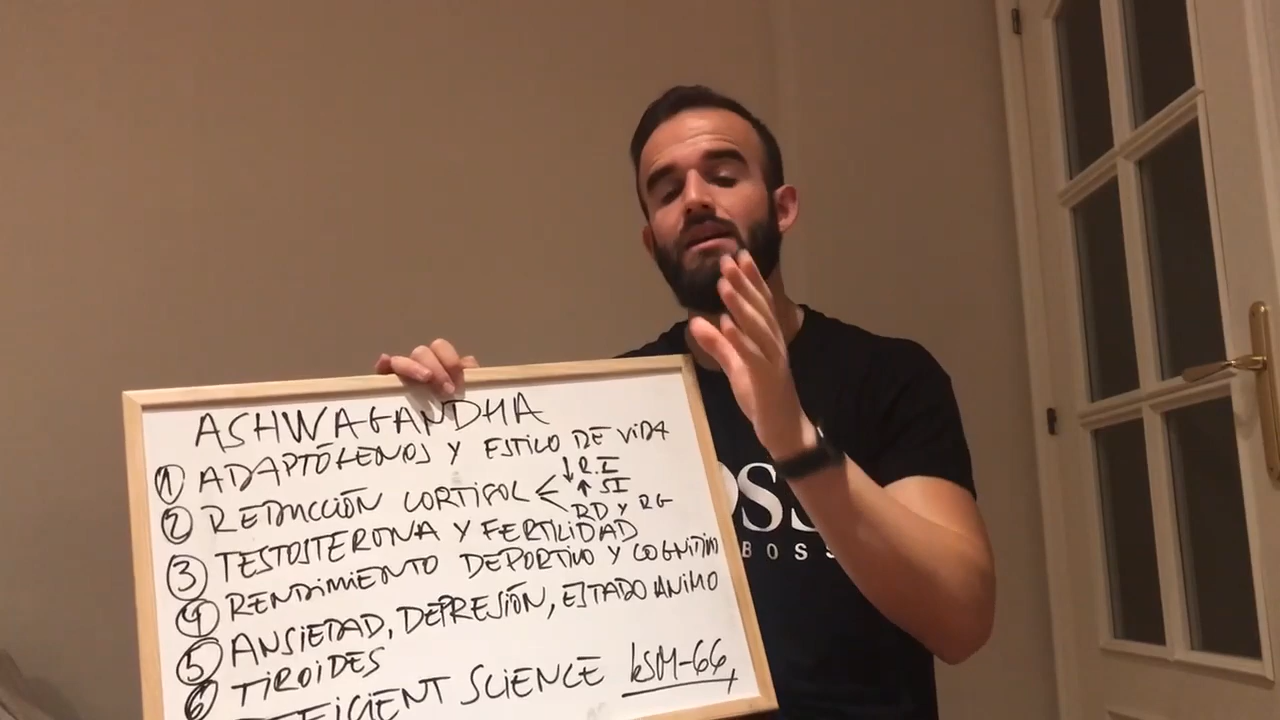 ASHWAGANDHA
① ADAPTÓGENOS Y ESTILO DE VIDA
② REDUCCIÓN CORTISOL < ↓ R.I
↑ SI
RD Y RG
③ TESTOSTERONA Y FERTILIDAD
④ RENDIMIENTO DEPORTIVO Y COGNITIVO
⑤ ANSIEDAD, DEPRESIÓN, ESTADO ANIMO
⑥ TIROIDES
SCIENCE KSM-66
BOSS